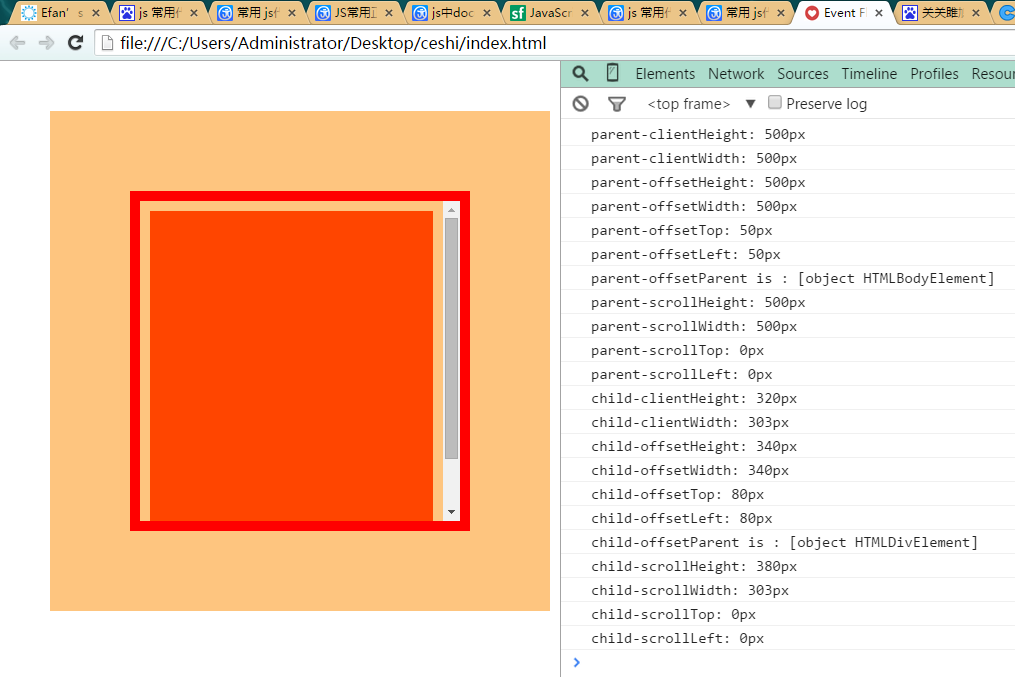 Efan's
js 常用
常用 js
JS常用
js中doc
JavaScr
js 常用
常用 js
Event F
关关雎
file:///C:/Users/Administrator/Desktop/ceshi/index.html
Elements Network Sources Timeline Profiles Resour
<top frame> ▼ Preserve log
parent-clientHeight: 500px
parent-clientWidth: 500px
parent-offsetHeight: 500px
parent-offsetWidth: 500px
parent-offsetTop: 50px
parent-offsetLeft: 50px
parent-offsetParent is : [object HTMLBodyElement]
parent-scrollHeight: 500px
parent-scrollWidth: 500px
parent-scrollTop: 0px
parent-scrollLeft: 0px
child-clientHeight: 320px
child-clientWidth: 303px
child-offsetHeight: 340px
child-offsetWidth: 340px
child-offsetTop: 80px
child-offsetLeft: 80px
child-offsetParent is : [object HTMLDivElement]
child-scrollHeight: 380px
child-scrollWidth: 303px
child-scrollTop: 0px
child-scrollLeft: 0px